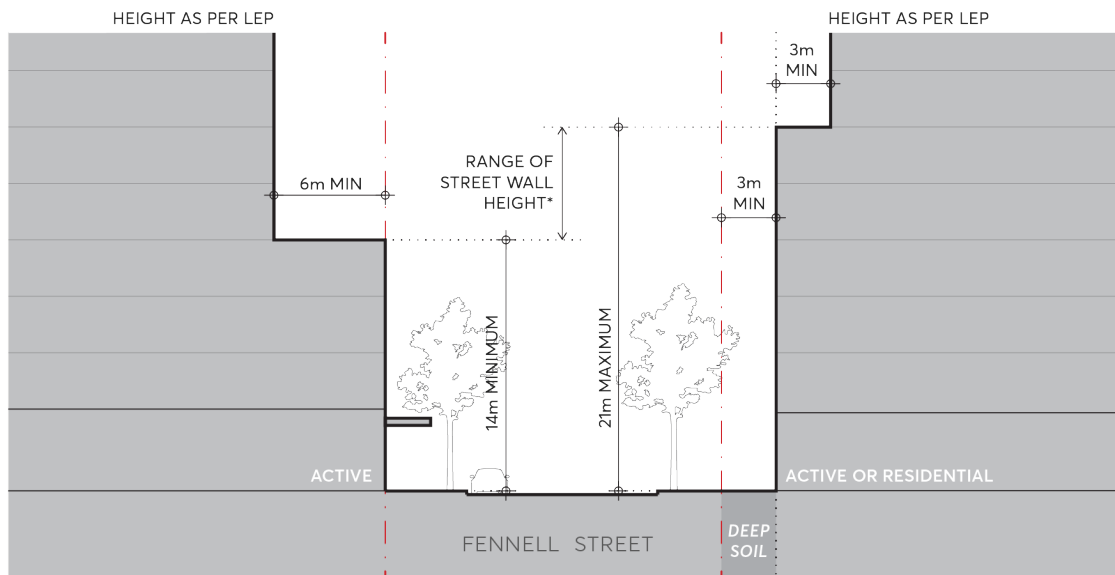 HEIGHT AS PER LEP
HEIGHT AS PER LEP
3m
MIN
RANGE OF
STREET WALL
HEIGHT*
6m MIN
3m
MIN
14m MINIMUM
21m MAXIMUM
ACTIVE
ACTIVE OR RESIDENTIAL
FENNELL STREET
DEEP
SOIL